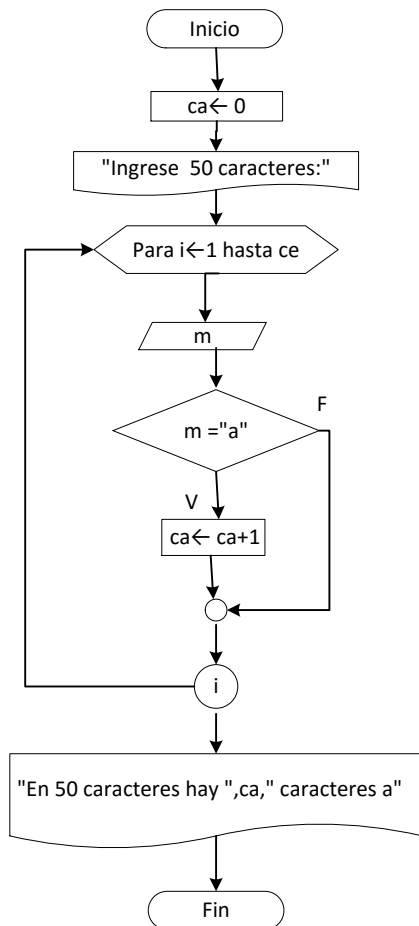 Inicio
ca← 0
"Ingrese 50 caracteres:"
Para i←1 hasta ce
m
m ="a"
F
V
ca← ca+1
i
"En 50 caracteres hay ",ca," caracteres a"
Fin